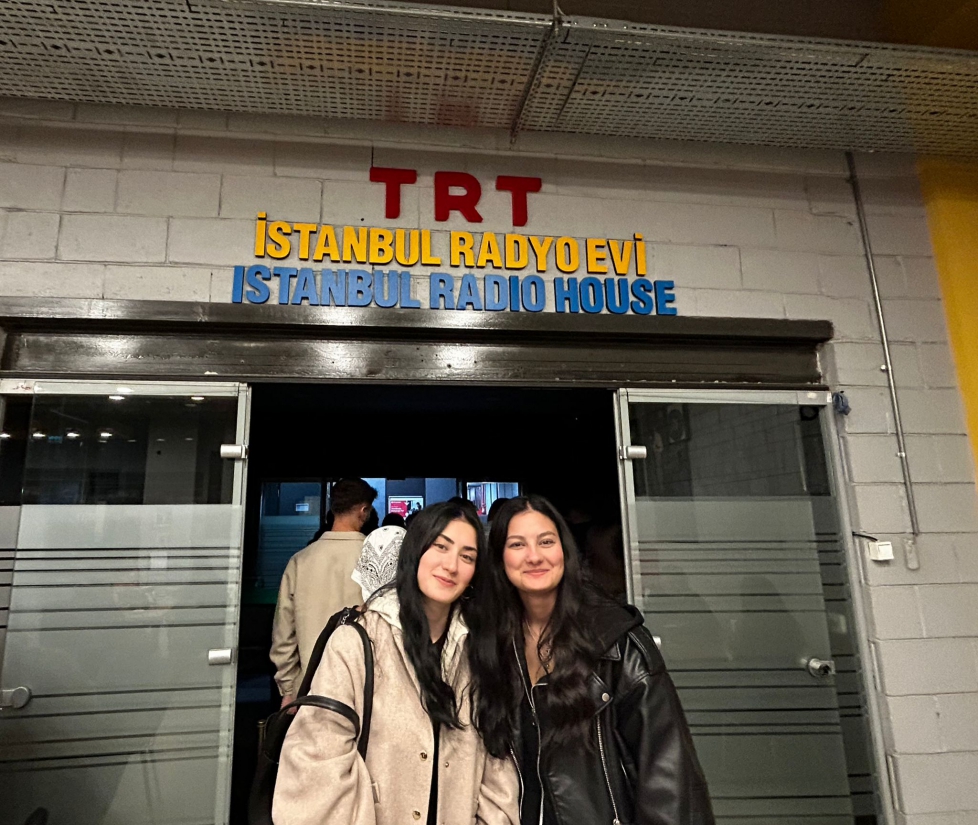 TRT
İSTANBUL RADYO EVİ
ISTANBUL RADIO HOUSE